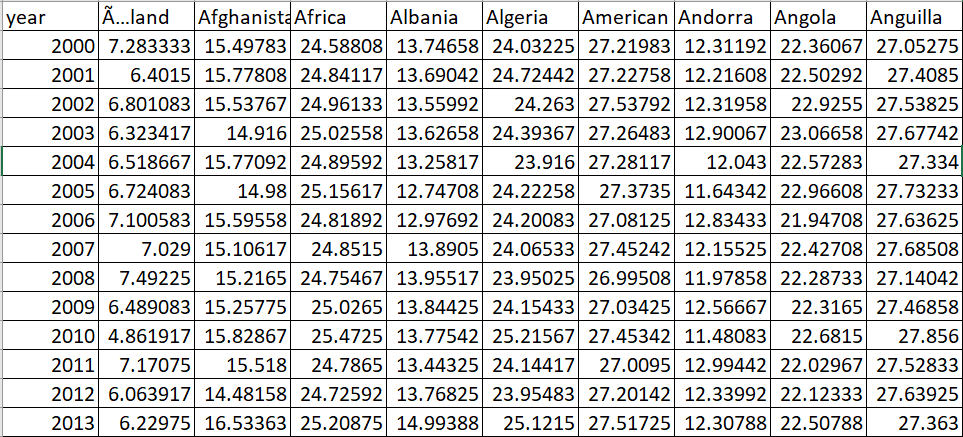 year Ã…land Afghanista Africa Albania Algeria American Andorra Angola Anguilla
2000 7.283333 15.49783 24.58808 13.74658 24.03225 27.21983 12.31192 22.36067 27.05275
2001 6.4015 15.77808 24.84117 13.69042 24.72442 27.22758 12.21608 22.50292 27.4085
2002 6.801083 15.53767 24.96133 13.55992 24.263 27.53792 12.31958 22.9255 27.53825
2003 6.323417 14.916 25.02558 13.62658 24.39367 27.26483 12.90067 23.06658 27.67742
2004 6.518667 15.77092 24.89592 13.25817 23.916 27.28117 12.043 22.57283 27.334
2005 6.724083 14.98 25.15617 12.74708 24.22258 27.3735 11.64342 22.96608 27.73233
2006 7.100583 15.59558 24.81892 12.97692 24.20083 27.08125 12.83433 21.94708 27.63625
2007 7.029 15.10617 24.8515 13.8905 24.06533 27.45242 12.15525 22.42708 27.68508
2008 7.49225 15.2165 24.75467 13.95517 23.95025 26.99508 11.97858 22.28733 27.14042
2009 6.489083 15.25775 25.0265 13.84425 24.15433 27.03425 12.56667 22.3165 27.46858
2010 4.861917 15.82867 25.4725 13.77542 25.21567 27.45342 11.48083 22.6815 27.856
2011 7.17075 15.518 24.7865 13.44325 24.14417 27.0095 12.99442 22.02967 27.52833
2012 6.063917 14.48158 24.72592 13.76825 23.95483 27.20142 12.33992 22.12333 27.63925
2013 6.22975 16.53363 25.20875 14.99388 25.1215 27.51725 12.30788 22.50788 27.363